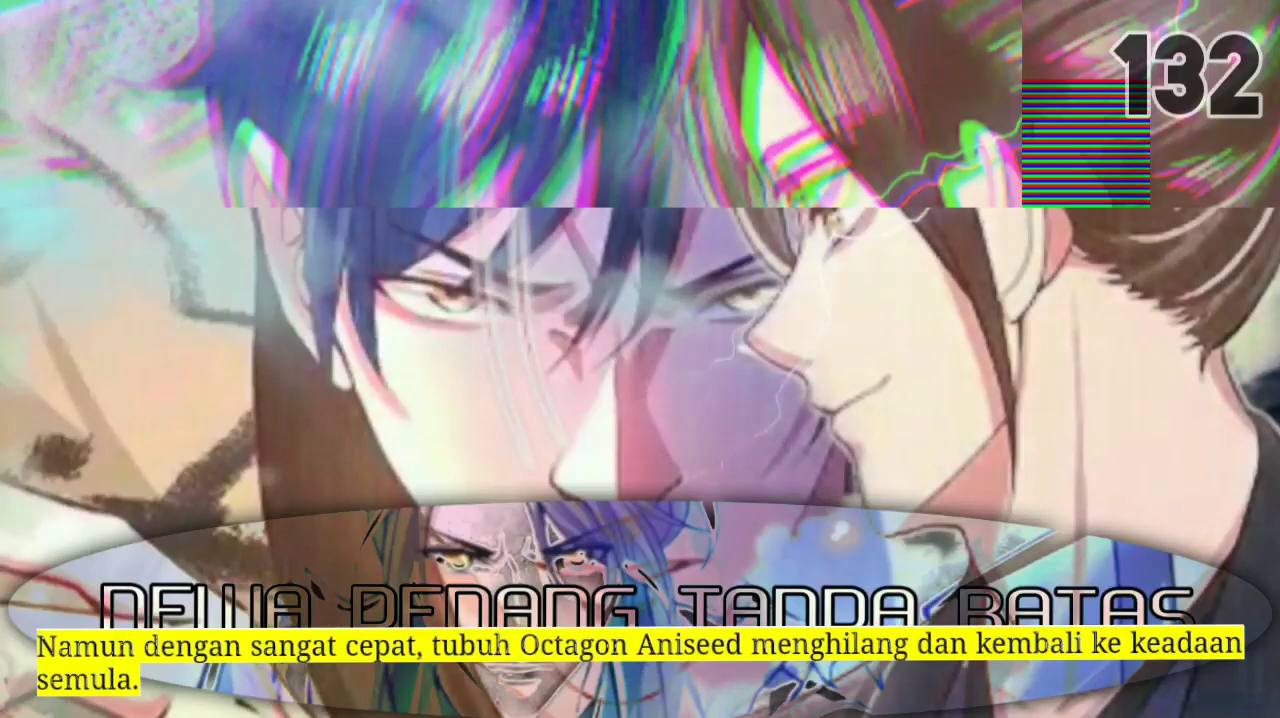 132
DEWA PEDANG TANPA BATAS
Namun dengan sangat cepat, tubuh Octagon Aniseed menghilang dan kembali ke keadaan
semula.